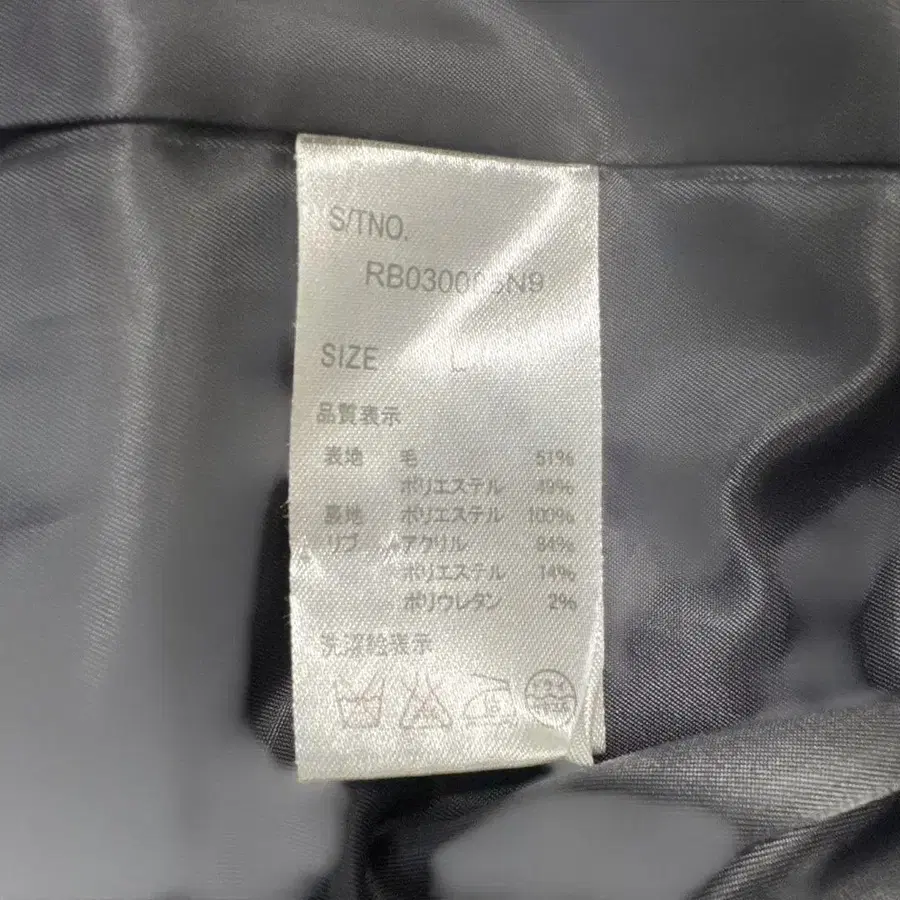 S/TNO.
SIZE L
品質表示
表地 毛 51%
ポリエステル 49%
裏地 ポリエステル 100%
リブ アクリル 84%
ポリエステル 14%
ポリウレタン 2%
洗濯絵表示